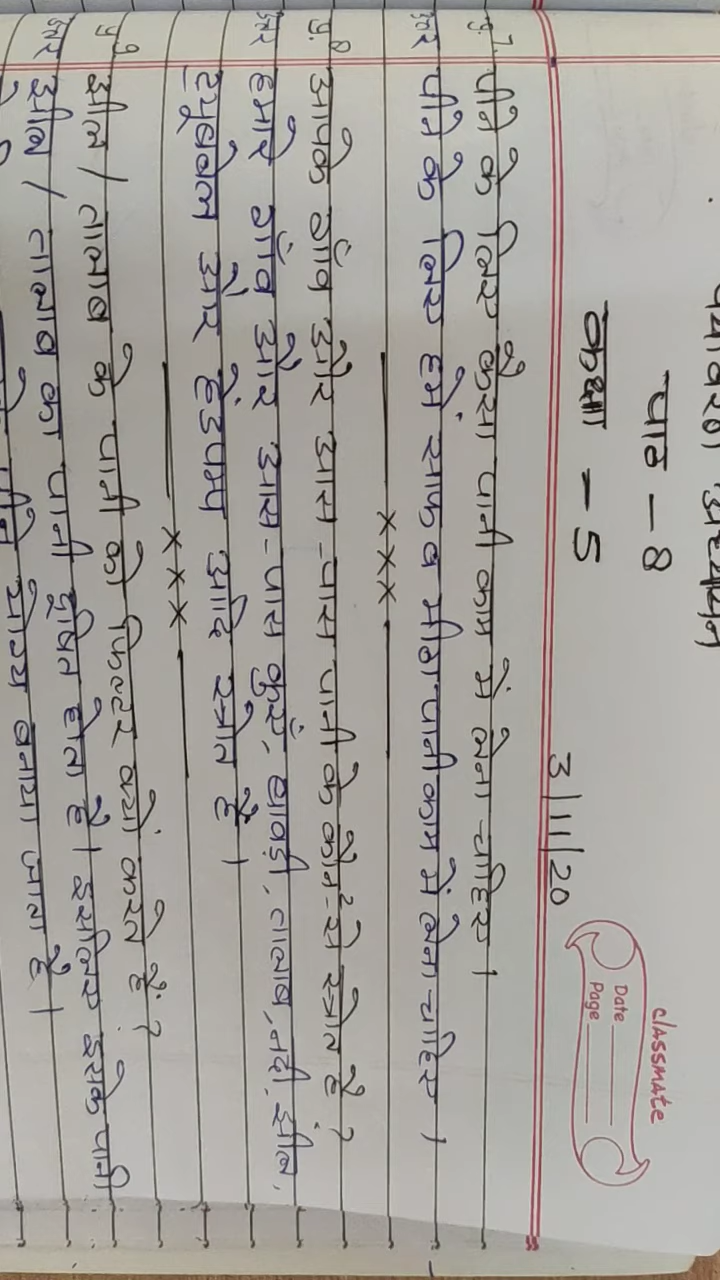 पर्यावरण अध्ययन
पाठ - 8
कक्षा - 5
3/11/20
classmate
Date
Page
प्र. 7. पीने के लिए कैसा पानी काम में लेना चाहिए।
उत्तर पीने के लिए हमें साफ व मीठा पानी काम में लेना चाहिए।
×××
प्र. 8 आपके गाँव और आस-पास पानी के कौन-से स्त्रोत है?
उत्तर हमारे गाँव और आस-पास कुएँ, बावड़ी, तालाब, नदी, झील,
ट्यूबवेल और हेंडपम्प आदि स्त्रोत है।
×××
प्र 9 झील / तालाब के पानी को फिल्टर क्यों करते हैं?
उत्तर झील / तालाब का पानी दूषित होता है। इसलिए इसके पानी
पीने योग्य बनाया जाता है।